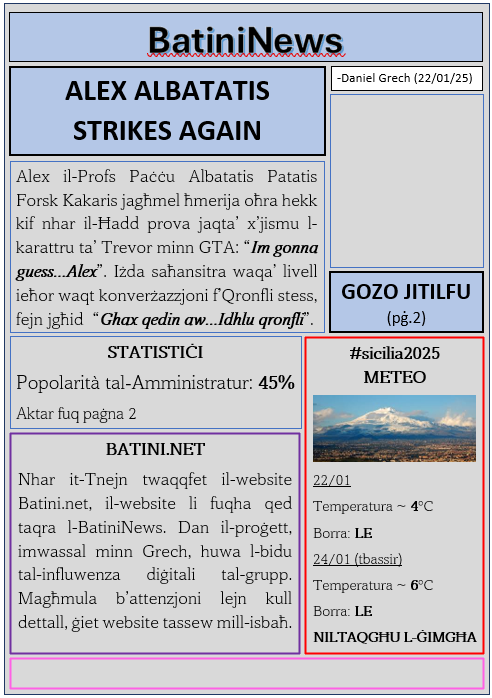 BatiniNews
ALEX ALBATATIS
STRIKES AGAIN
-Daniel Grech (22/01/25)
Alex il-Profs Paċċu Albatatis Patatis
Forsk Kakaris jagħmel ħmerija oħra hekk
kif nhar il-Ħadd prova jaqta’ x’jismu l-
karattru ta’ Trevor minn GTA: “Im gonna
guess...Alex”. Iżda saħansitra waqa’ livell
ieħor waqt konverżazzjoni f’Qronfli stess,
fejn jgħid “Ghax qedin aw...Idhlu qronfli”.
GOZO JITILFU
(pġ.2)
STATISTIĊI
Popolarità tal-Amministratur: 45%
Aktar fuq paġna 2
BATINI.NET
Nhar it-Tnejn twaqqfet il-website
Batini.net, il-website li fuqha qed
taqra l-BatiniNews. Dan il-proġett,
imwassal minn Grech, huwa l-bidu
tal-influwenza diġitali tal-grupp.
Magħmula b’attenzjoni lejn kull
dettall, ġiet website tassew mill-isbaħ.
#sicilia2025
METEO
22/01
Temperatura ~ 4°C
Borra: LE
24/01 (tbassir)
Temperatura ~ 6°C
Borra: LE
NILTAQGĦU L-ĠIMGĦA